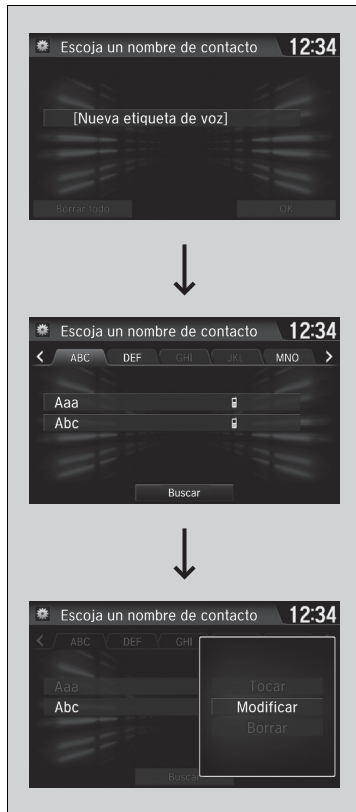 Escoja un nombre de contacto 12:34
[Nueva etiqueta de voz]
Borrar todo OK
Escoja un nombre de contacto 12:34
ABC DEF GHI JKL MNO
Aaa
Abc
Buscar
Escoja un nombre de contacto 12:34
ABC DEF GHI
Aaa Tocar
Abc Modificar
Borrar
Buscar